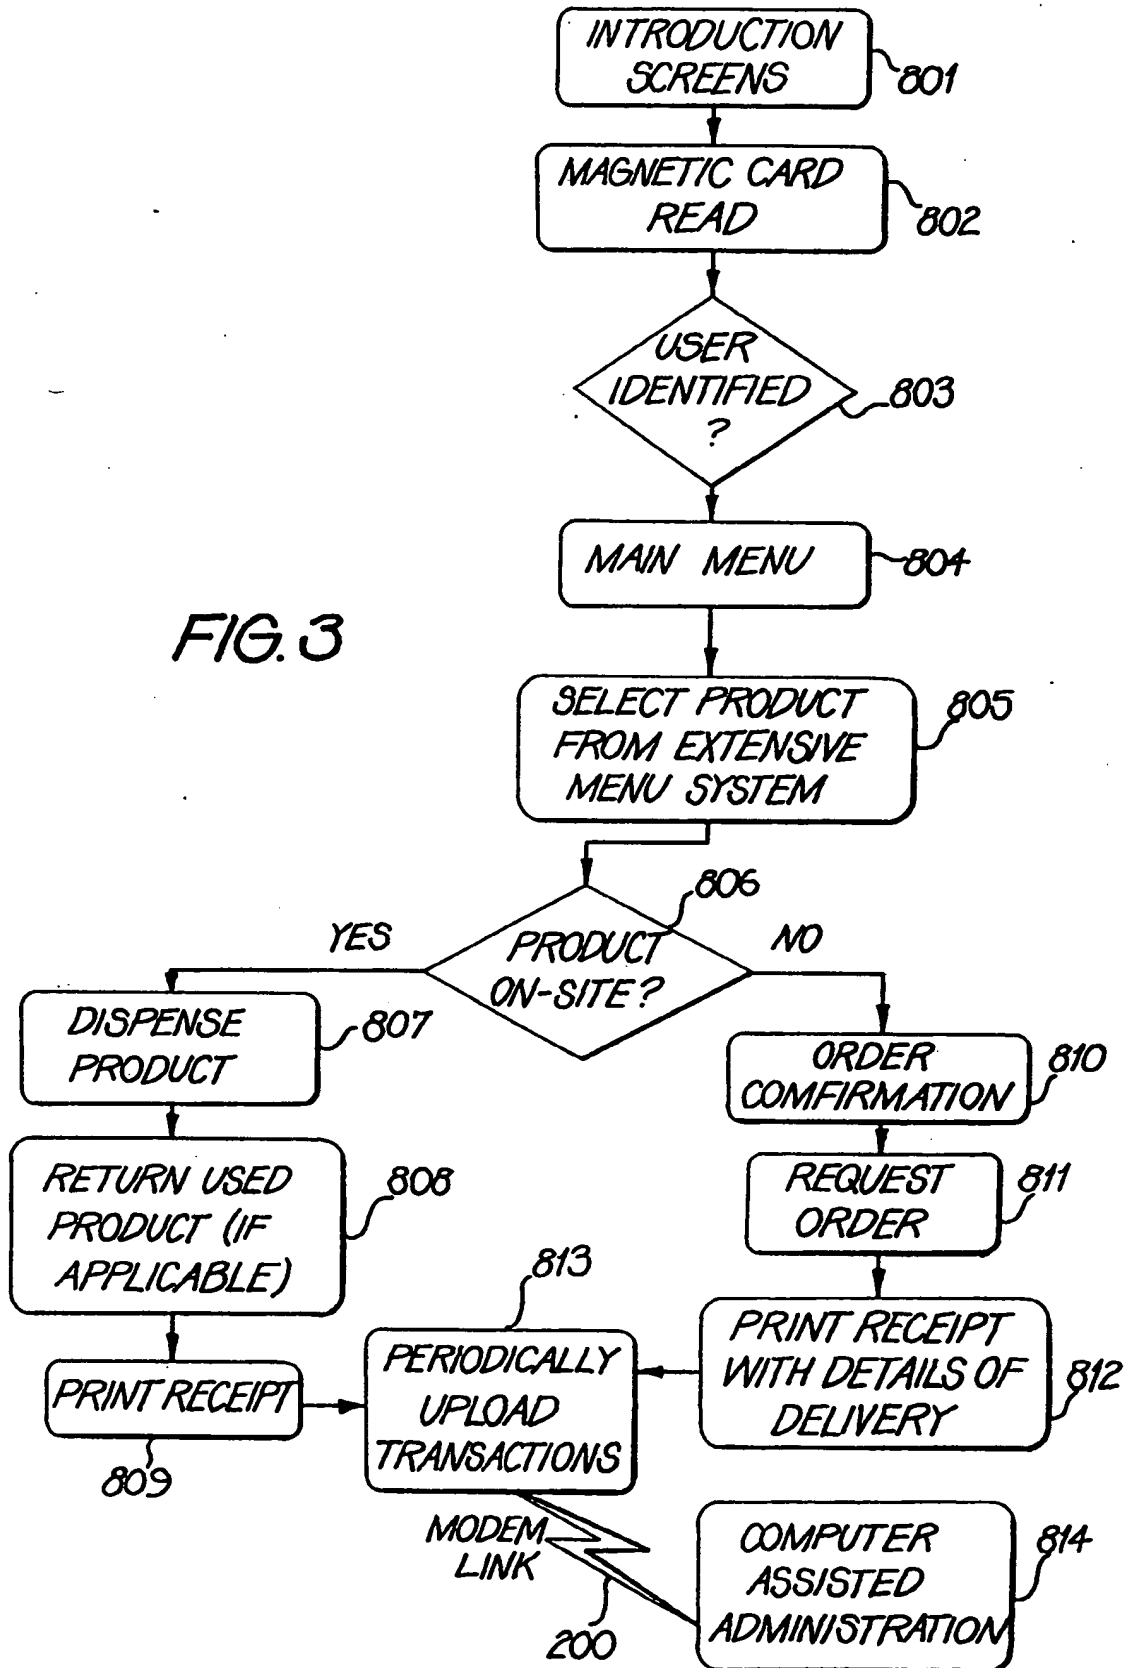 INTRODUCTION
SCREENS
801
MAGNETIC CARD
READ
802
USER
IDENTIFIED
?
803
MAIN MENU
804
FIG. 3
SELECT PRODUCT
FROM EXTENSIVE
MENU SYSTEM
805
806
YES
PRODUCT
ON-SITE?
NO
DISPENSE
PRODUCT
807
ORDER
COMFIRMATION
810
RETURN USED
PRODUCT (IF
APPLICABLE)
808
REQUEST
ORDER
811
813
PRINT RECEIPT
WITH DETAILS OF
DELIVERY
812
PERIODICALLY
UPLOAD
TRANSACTIONS
PRINT RECEIPT
809
MODEM
LINK
200
COMPUTER
ASSISTED
ADMINISTRATION
814